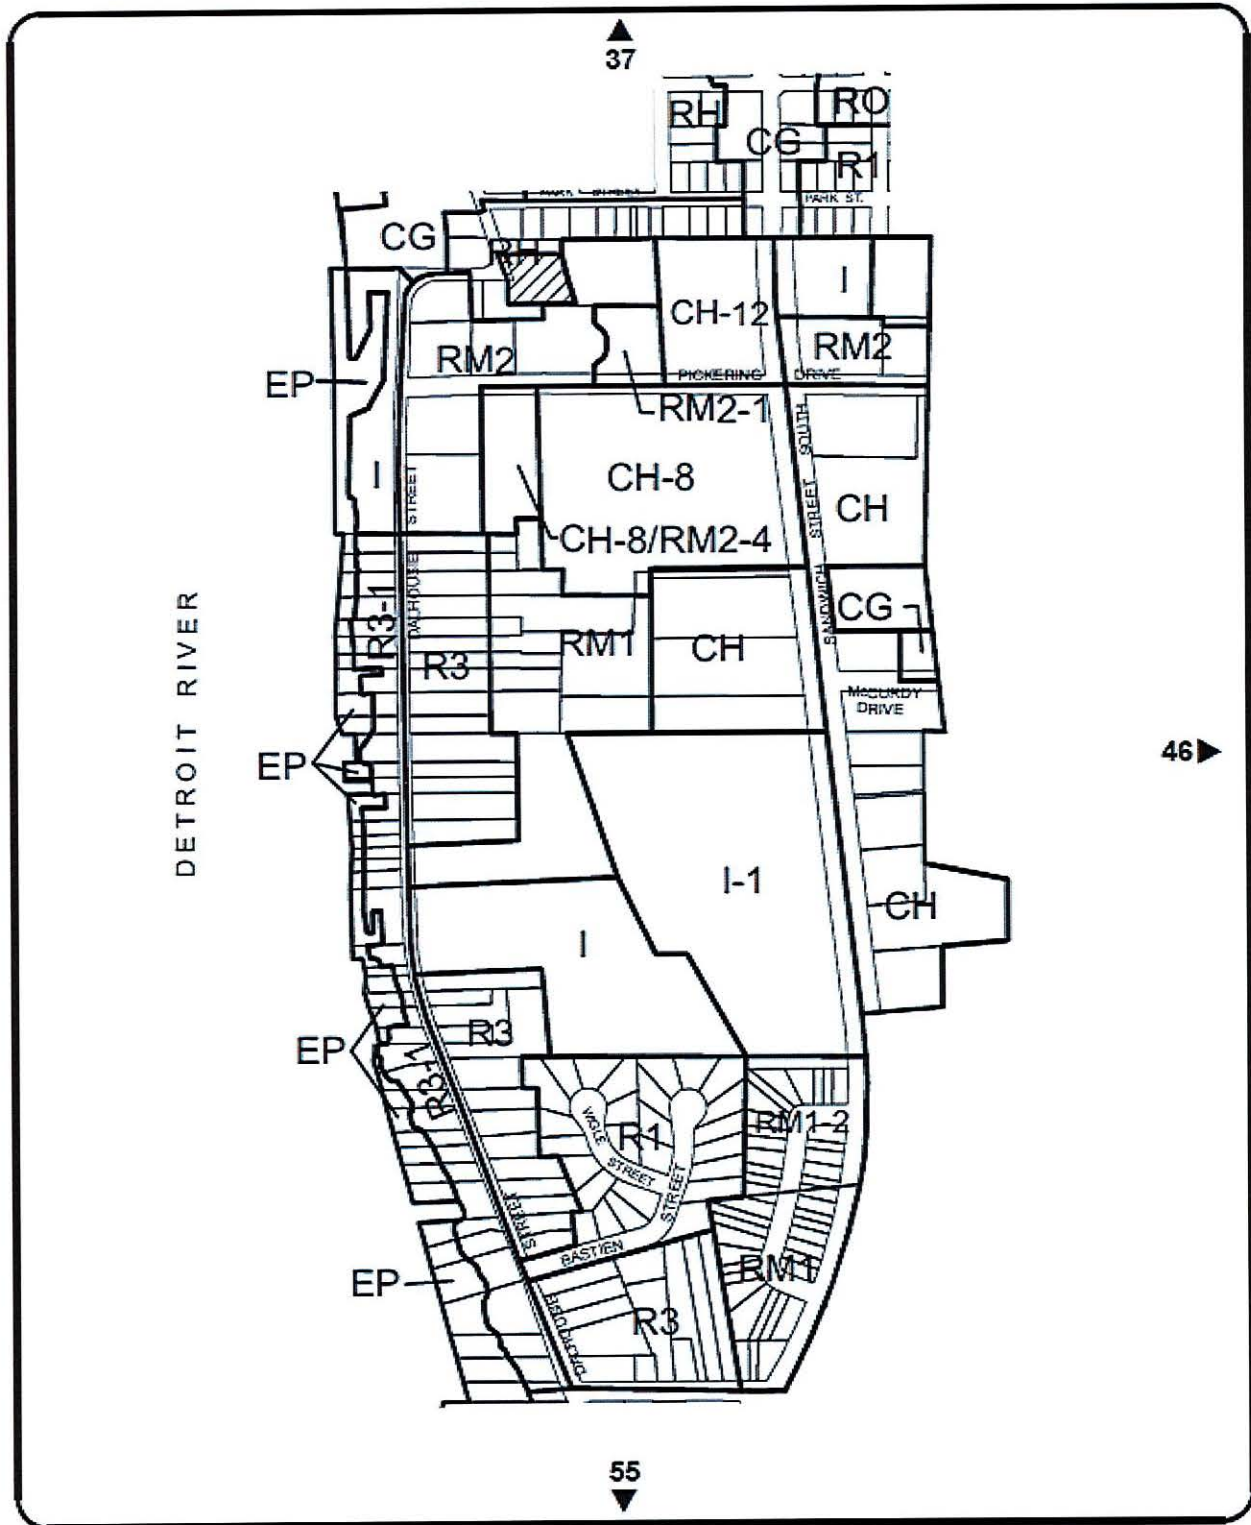 37
RH
RO
CG
R1
PARK ST.
CG
RH
I
CH-12
RM2
RM2
EP
PICKERING DRIVE
RM2-1
I
CH-8
CH
CH-8/RM2-4
STREET
DALHOUSIE
SANDWICH STREET SOUTH
DETROIT RIVER
R3-1
R3
RM1
CH
CG
McCURDY
DRIVE
EP
46
I-1
CH
I
R3
EP
R3-1
R1
RM1-2
WIGLE STREET
STREET
BASTIEN
STREET
EP
RM1
R3
DALHOUSIE
55